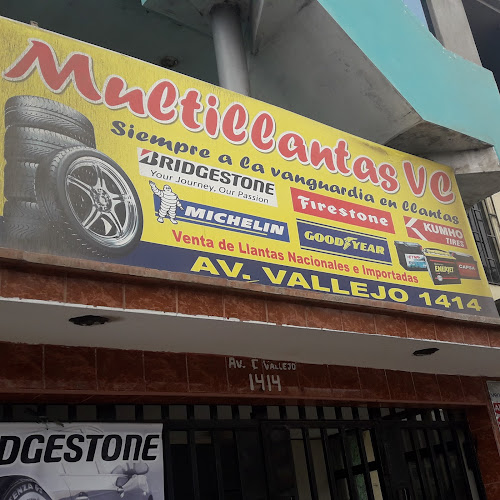 Multillantas VC
Siempre a la vanguardia en llantas
BRIDGESTONE
Your Journey, Our Passion
Firestone
KUMHO
TIRES
MICHELIN
GOODYEAR
Venta de Llantas Nacionales e Importadas
AV. VALLEJO 1414
AV. C VALLEJO
1414
DGESTONE